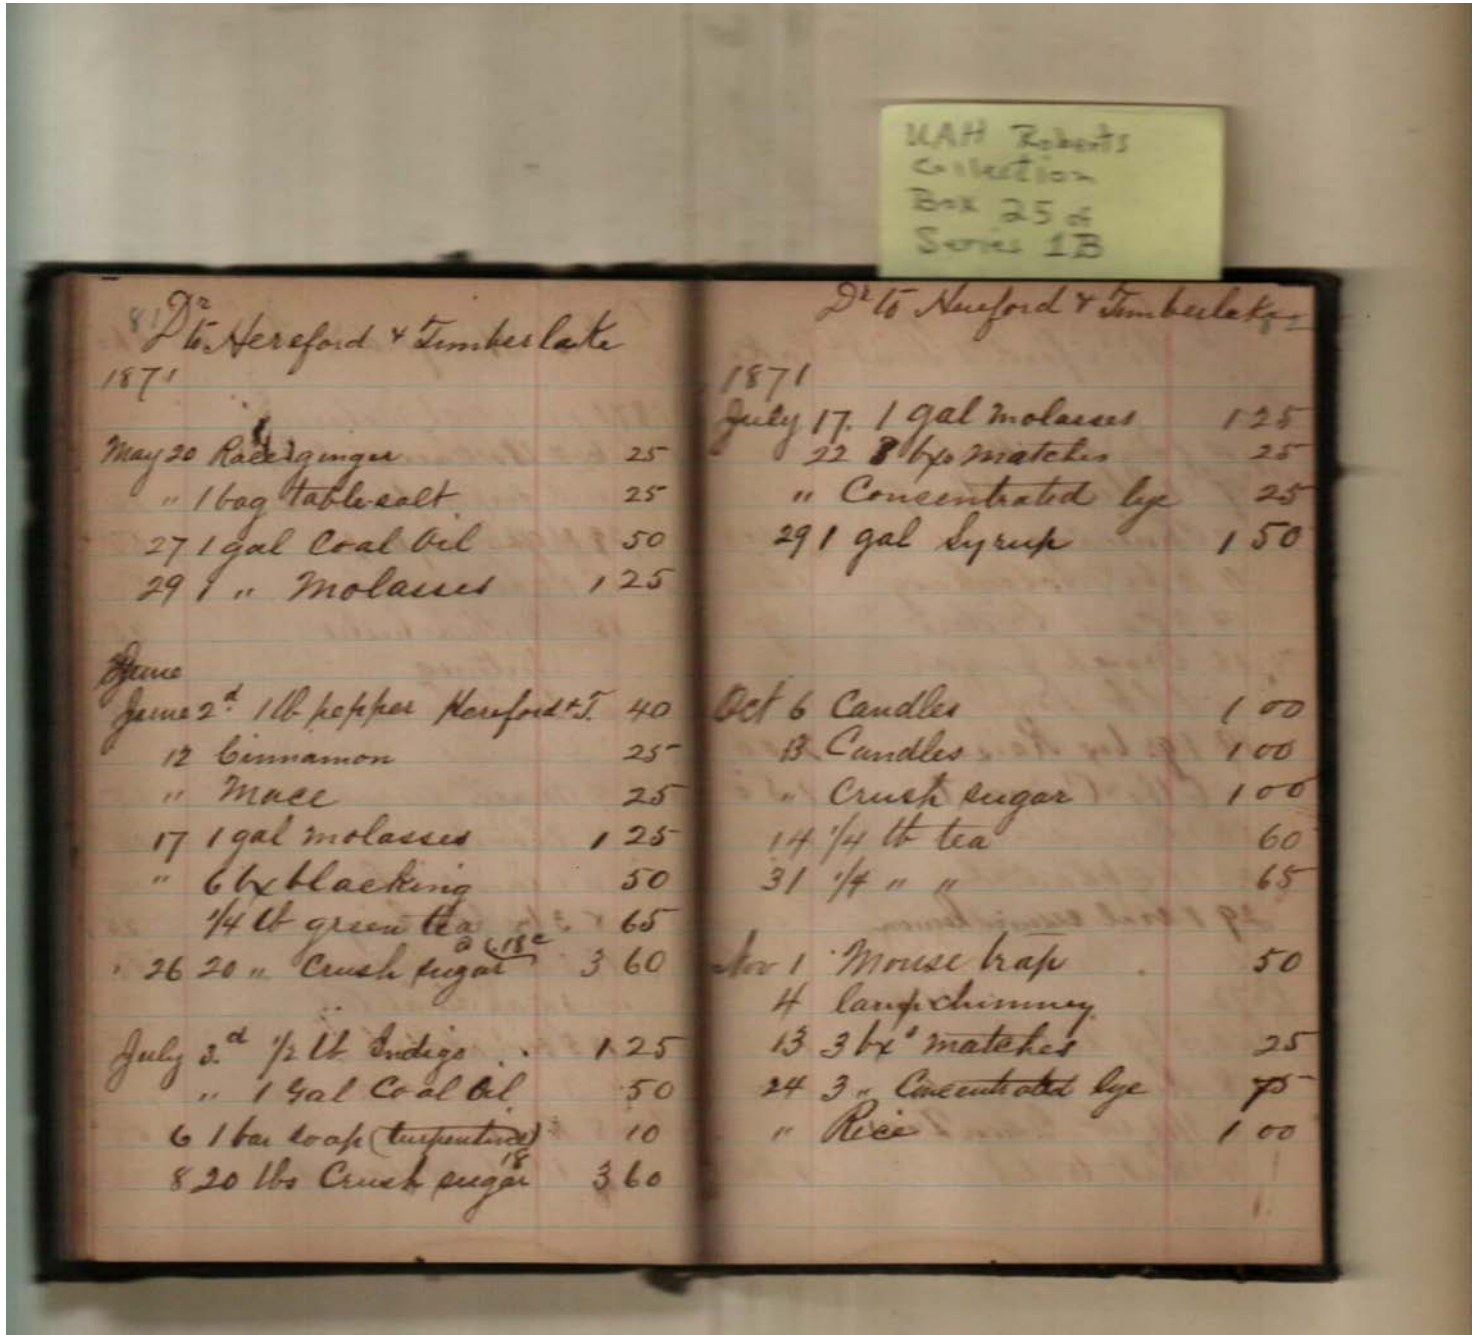 UAH Roberts
Collection
Box 25 of
Series 1B
81
Dr to Hereford & Timberlake
1871
May 20 Race ginger 25
" 1 bag table salt 25
27 1 gal Coal Oil 50
29 1 " Molasses 1 25
June
June 2d 1 lb pepper Hereford & T. 40
12 Cinnamon 25
" Mace 25
17 1 gal molasses 1 25
" 6 bx blacking 50
1/4 lb green tea 65
26 20 " Crush sugar @ 18c 3 60
July 3d 1/2 lb Indigo 1 25
" 1 Gal Coal Oil 50
6 1 bar soap (turpentine) 10
8 20 lbs Crush sugar 18 3 60
Dr to Hereford & Timberlake
82
1871
July 17. 1 gal molasses 1 25
22 3 bxs matches 25
" Concentrated lye 25
29 1 gal Syrup 1 50
Oct 6 Candles 1 00
13 Candles 1 00
" Crush sugar 1 00
14 1/4 lb tea 60
31 1/4 " " 65
Nov 1 Mouse trap 50
4 lamp chimney
13 3 bxs matches 25
24 3 " Concentrated lye 75
" Rice 1 00